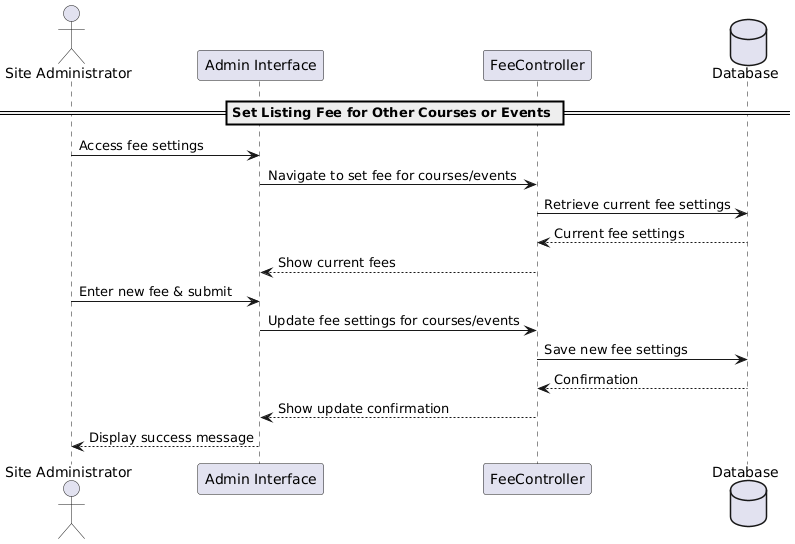 Site Administrator
Admin Interface
FeeController
Database
Set Listing Fee for Other Courses or Events
Access fee settings
Navigate to set fee for courses/events
Retrieve current fee settings
Current fee settings
Show current fees
Enter new fee & submit
Update fee settings for courses/events
Save new fee settings
Confirmation
Show update confirmation
Display success message
Site Administrator
Admin Interface
FeeController
Database